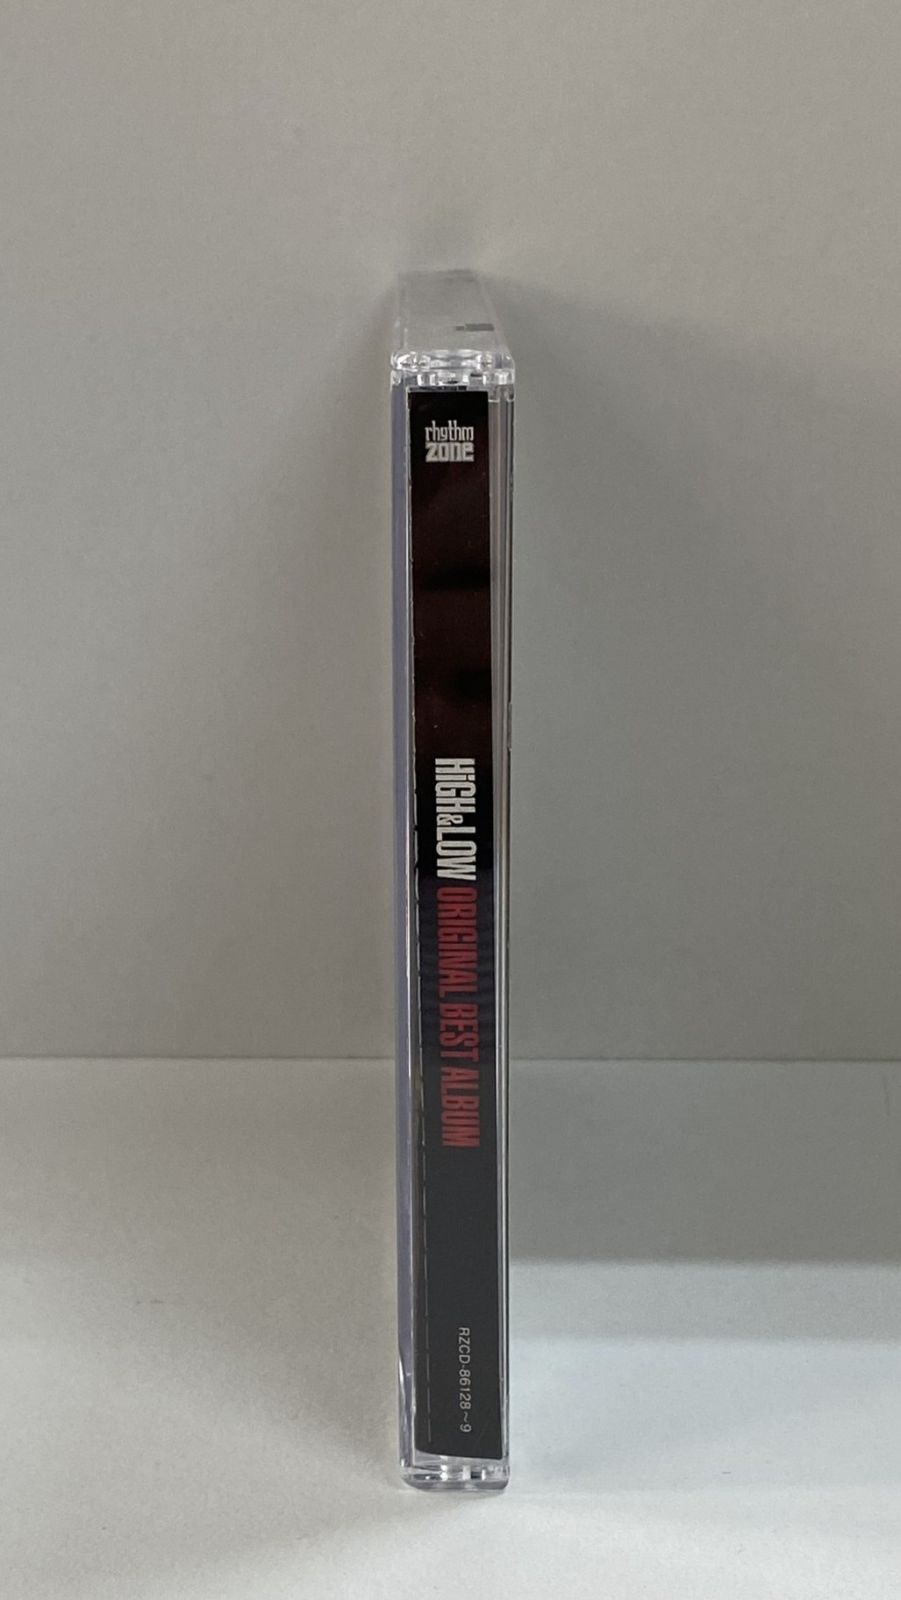 rhythm
zone
HiGH&LOW ORIGINAL BEST ALBUM
RZCD-86128~9